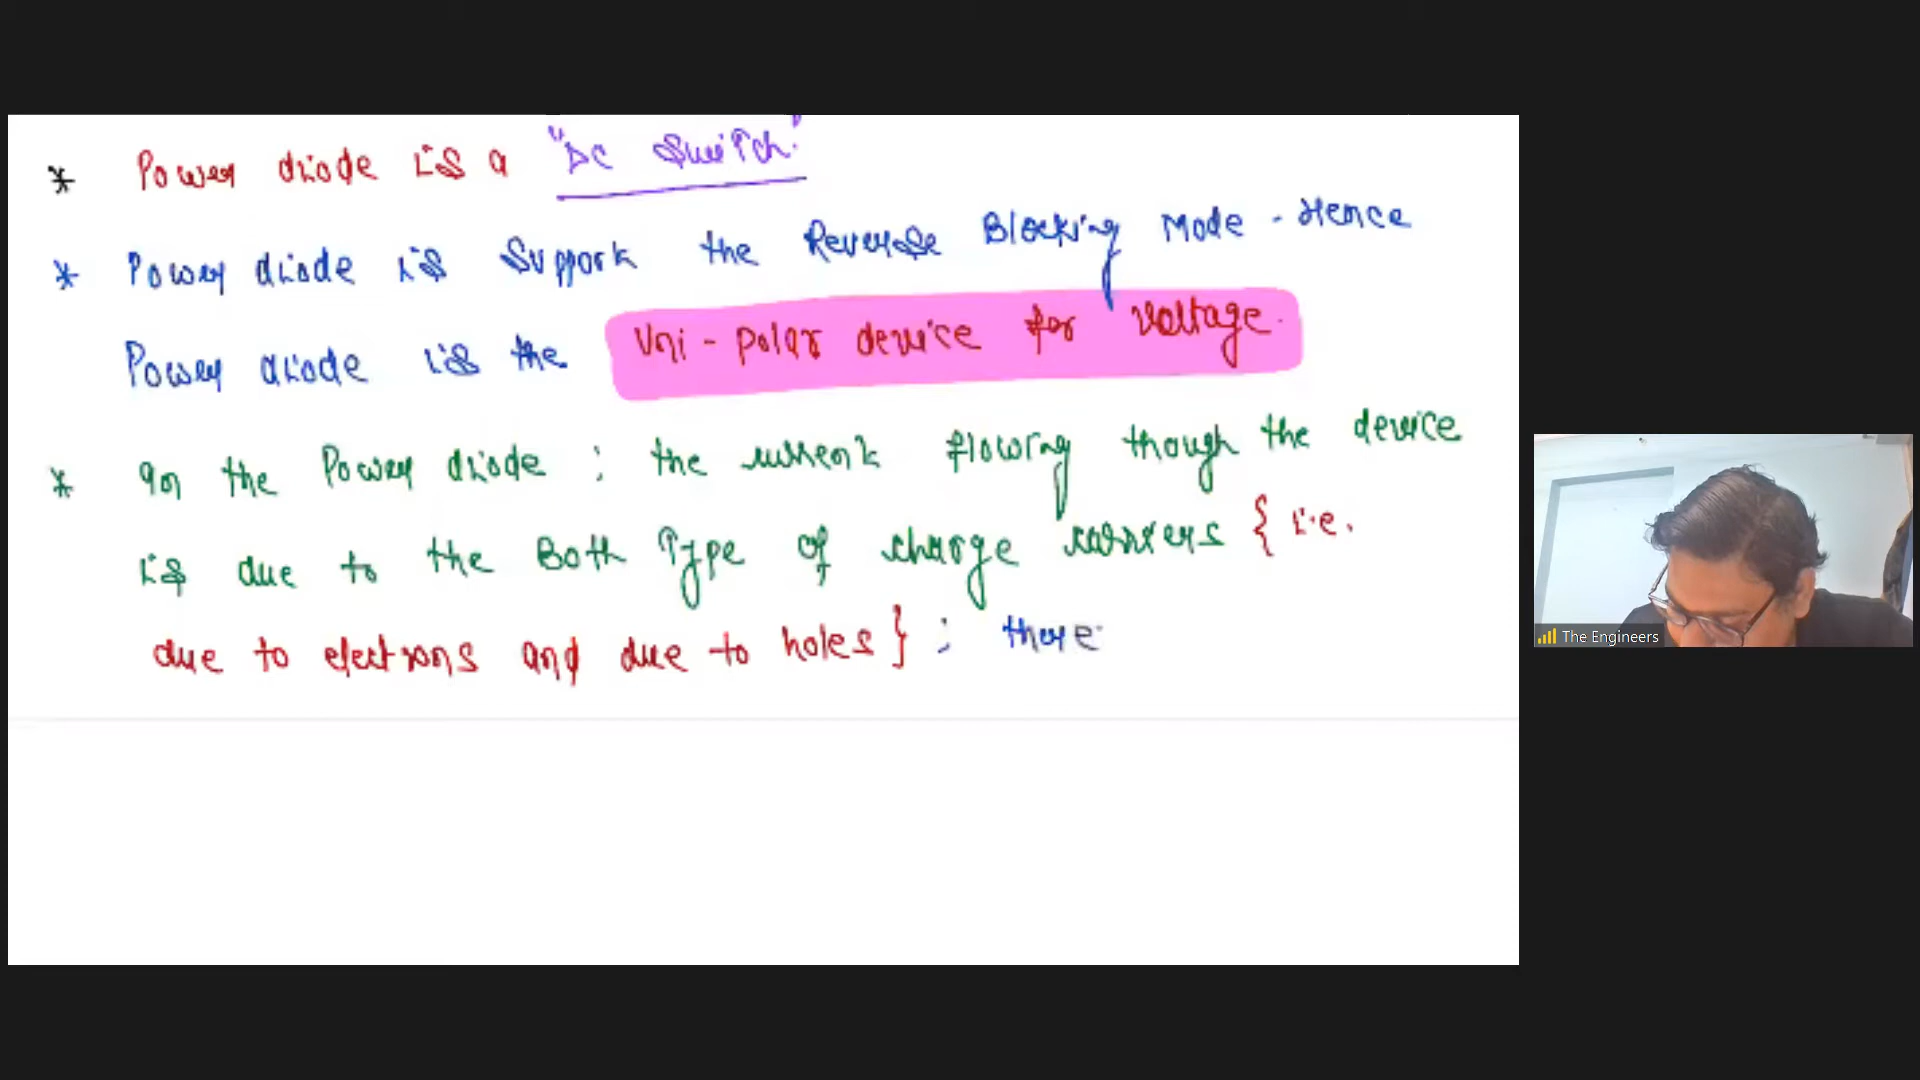 * Power diode is a "DC Switch."
* Power diode is support the Reverse Blocking Mode - Hence
Power diode is the Uni-polar device for voltage.
* In the Power diode ; the current flowing though the device
is due to the Both Type of charge carriers { i.e.
due to electrons and due to holes } ; there
The Engineers